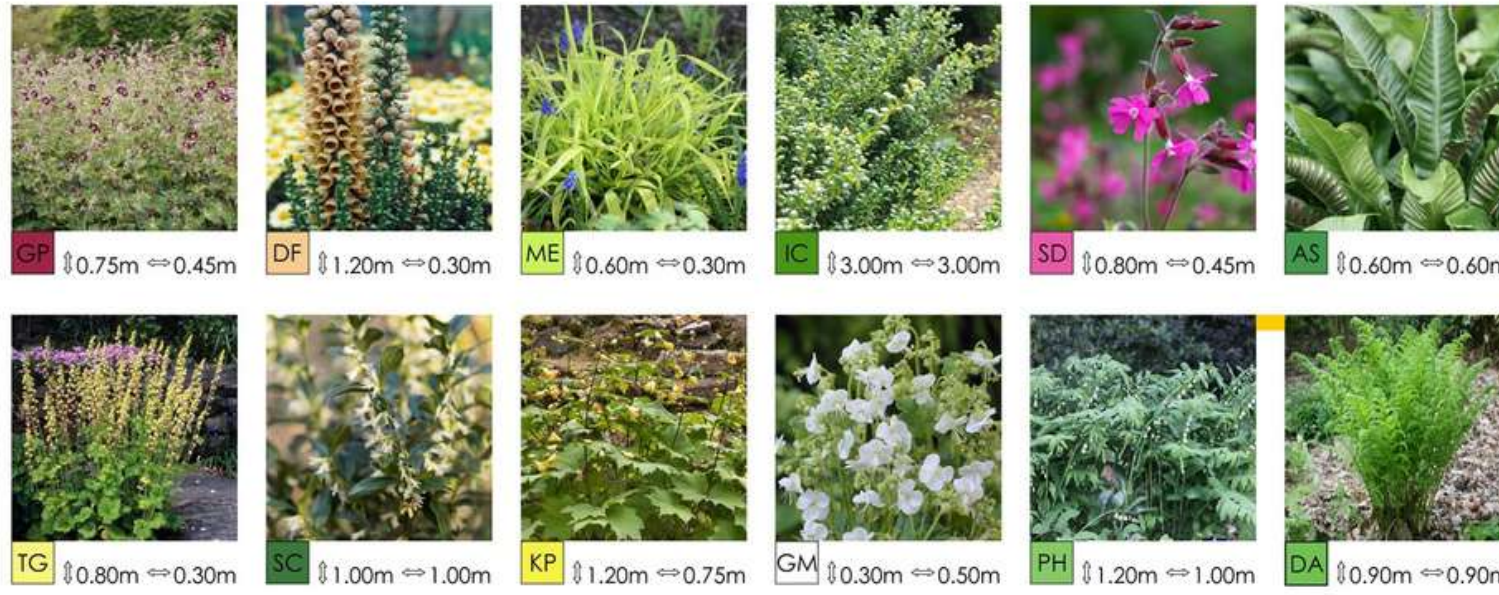 GP ⇕0.75m ⇔0.45m
DF ⇕1.20m ⇔0.30m
ME ⇕0.60m ⇔0.30m
IC ⇕3.00m ⇔3.00m
SD ⇕0.80m ⇔0.45m
AS ⇕0.60m ⇔0.60m
TG ⇕0.80m ⇔0.30m
SC ⇕1.00m ⇔1.00m
KP ⇕1.20m ⇔0.75m
GM ⇕0.30m ⇔0.50m
PH ⇕1.20m ⇔1.00m
DA ⇕0.90m ⇔0.90m